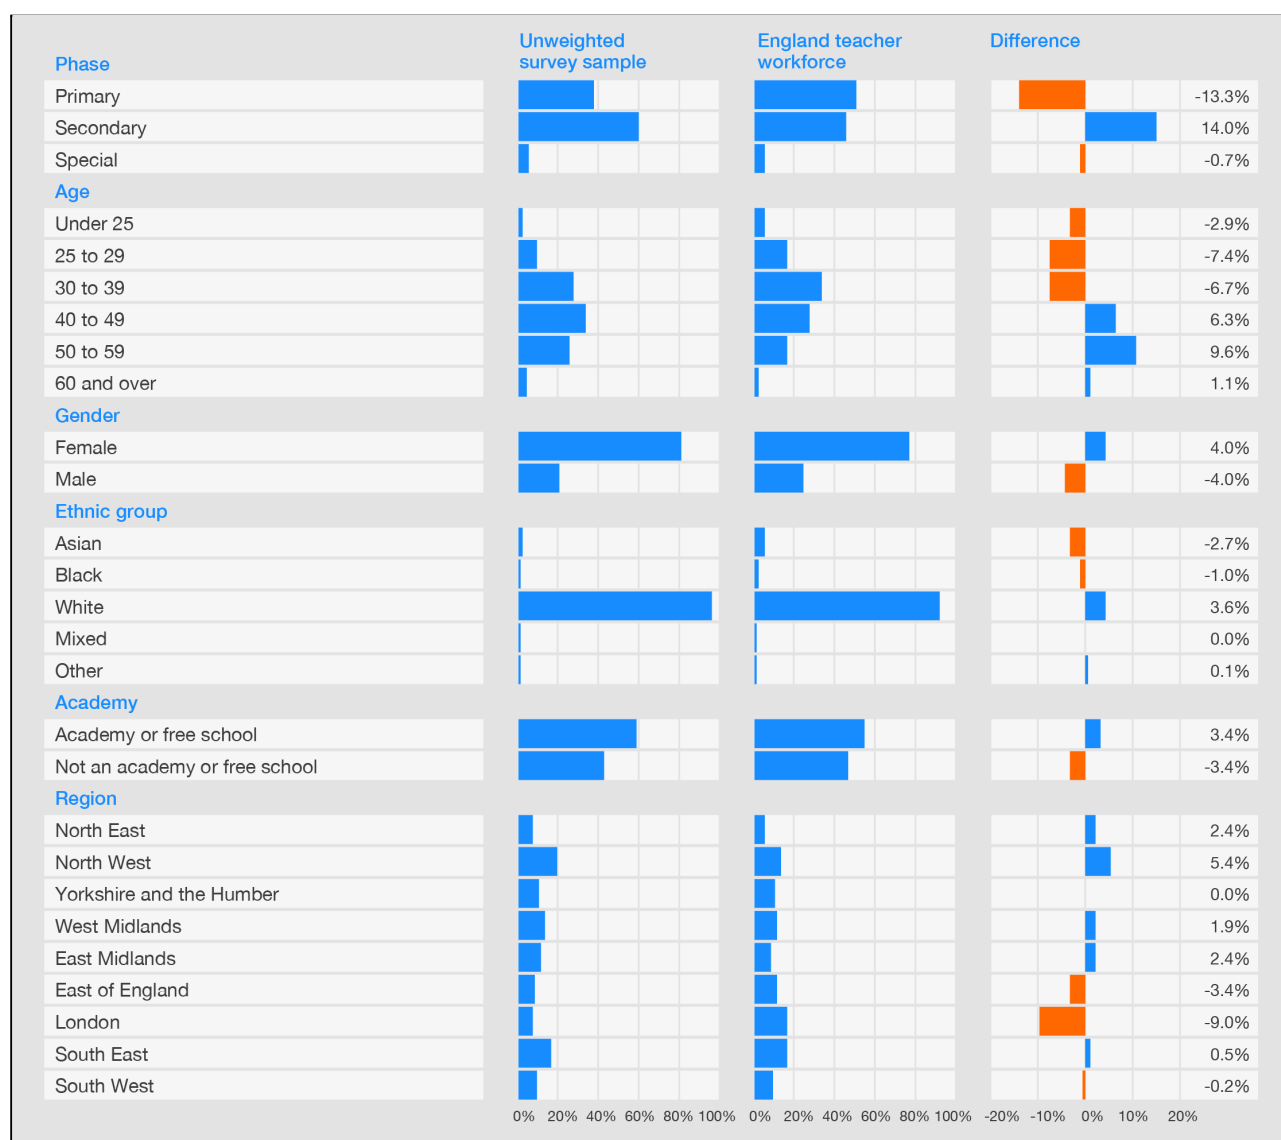 Unweighted
survey sample
England teacher
workforce
Difference
Phase
Primary -13.3%
Secondary 14.0%
Special -0.7%
Age
Under 25 -2.9%
25 to 29 -7.4%
30 to 39 -6.7%
40 to 49 6.3%
50 to 59 9.6%
60 and over 1.1%
Gender
Female 4.0%
Male -4.0%
Ethnic group
Asian -2.7%
Black -1.0%
White 3.6%
Mixed 0.0%
Other 0.1%
Academy
Academy or free school 3.4%
Not an academy or free school -3.4%
Region
North East 2.4%
North West 5.4%
Yorkshire and the Humber 0.0%
West Midlands 1.9%
East Midlands 2.4%
East of England -3.4%
London -9.0%
South East 0.5%
South West -0.2%
0% 20% 40% 60% 80% 100% 0% 20% 40% 60% 80% 100% -20% -10% 0% 10% 20%